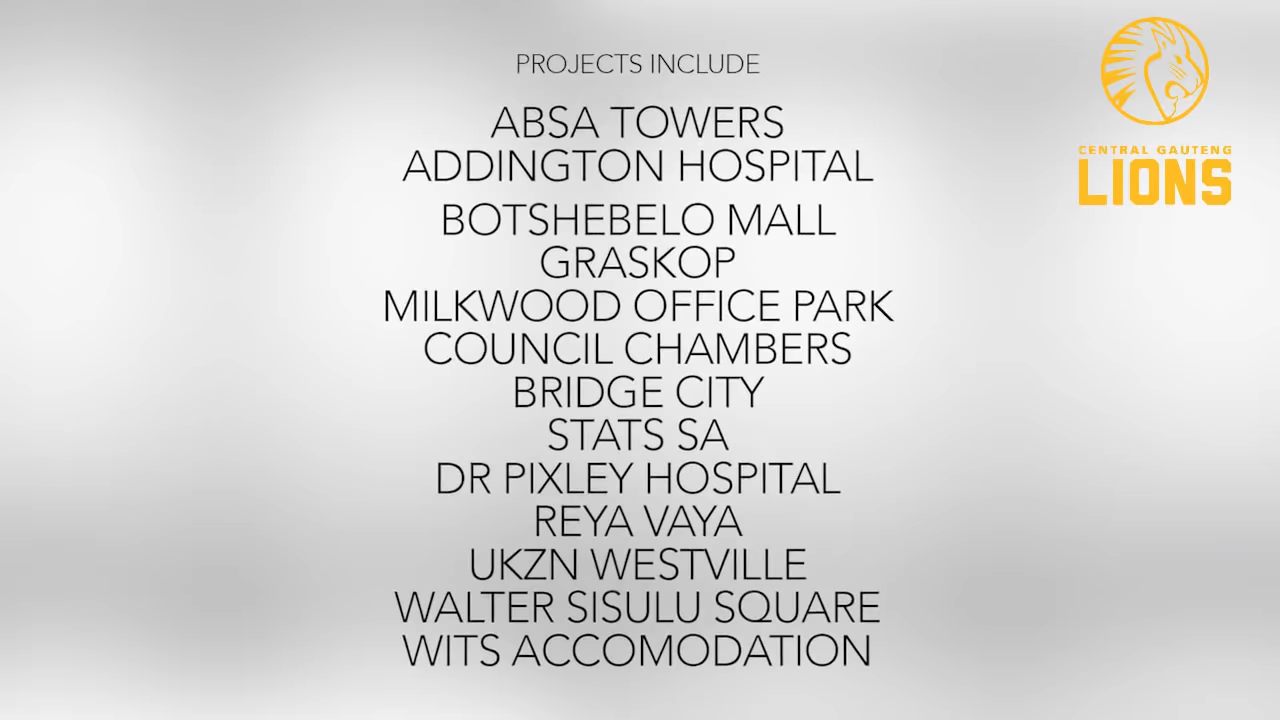 PROJECTS INCLUDE
ABSA TOWERS
ADDINGTON HOSPITAL
BOTSHEBELO MALL
GRASKOP
MILKWOOD OFFICE PARK
COUNCIL CHAMBERS
BRIDGE CITY
STATS SA
DR PIXLEY HOSPITAL
REYA VAYA
UKZN WESTVILLE
WALTER SISULU SQUARE
WITS ACCOMODATION
CENTRAL GAUTENG
LIONS